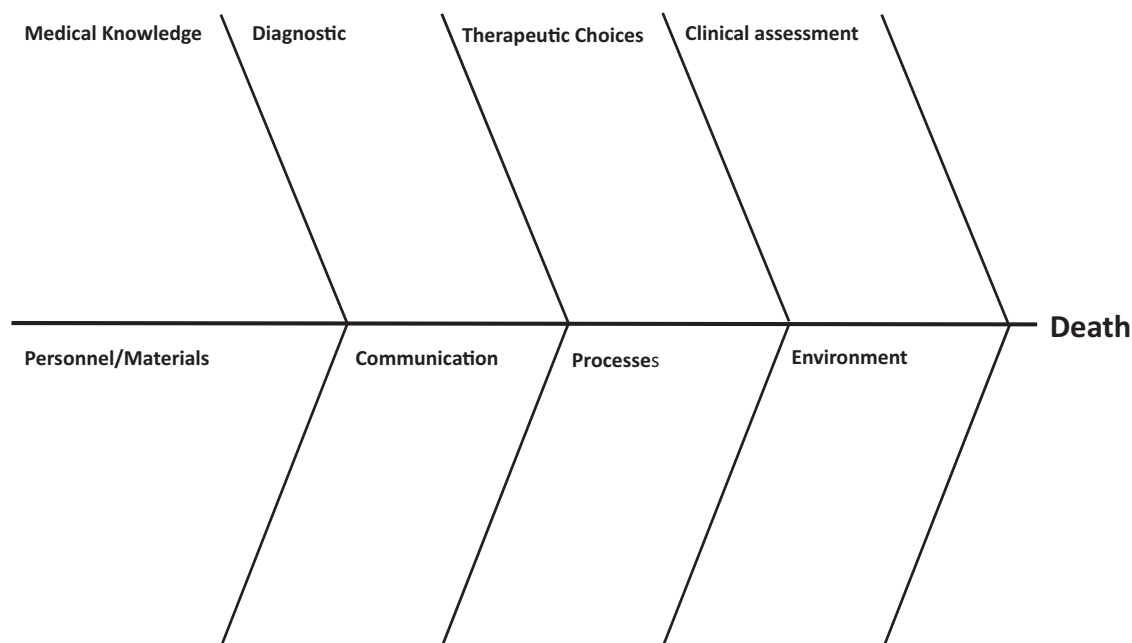 Medical Knowledge
Diagnostic
Therapeutic Choices
Clinical assessment
Death
Personnel/Materials
Communication
Processes
Environment